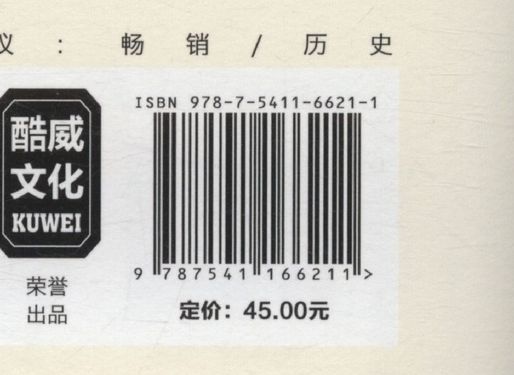 议：畅销/历史
ISBN 978-7-5411-6621-1
酷威
文化
KUWEI
荣誉
出品
9 787541 166211 >
定价：45.00元